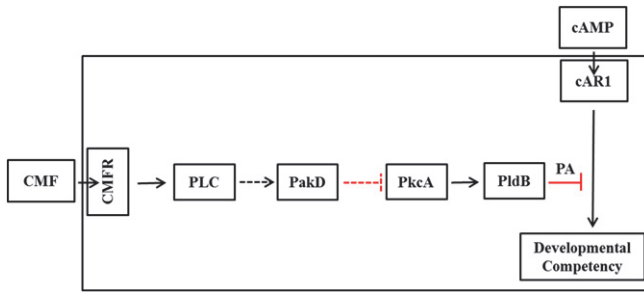 cAMP
cAR1
CMF
CMFR
PLC
PakD
PkcA
PldB
PA
Developmental
Competency